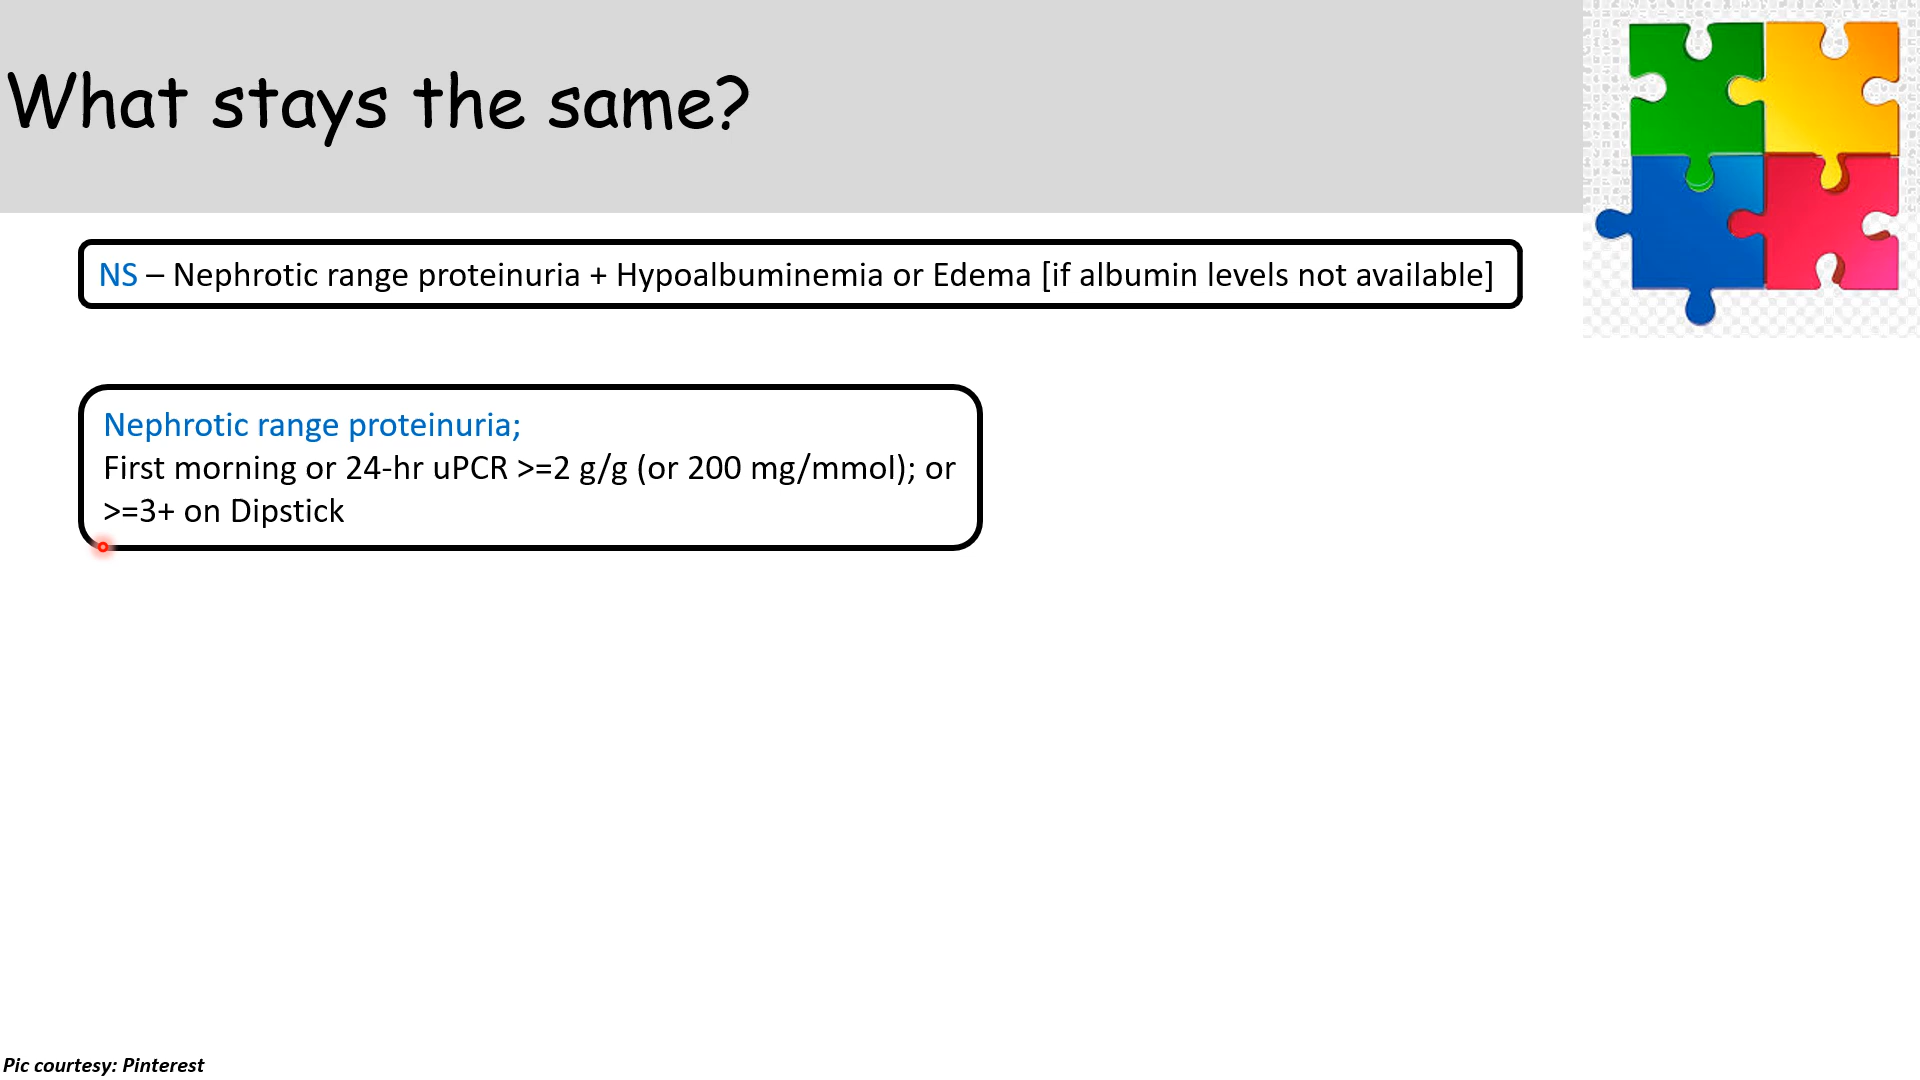 What stays the same?
NS – Nephrotic range proteinuria + Hypoalbuminemia or Edema [if albumin levels not available]
Nephrotic range proteinuria;
First morning or 24-hr uPCR >=2 g/g (or 200 mg/mmol); or
>=3+ on Dipstick
Pic courtesy: Pinterest